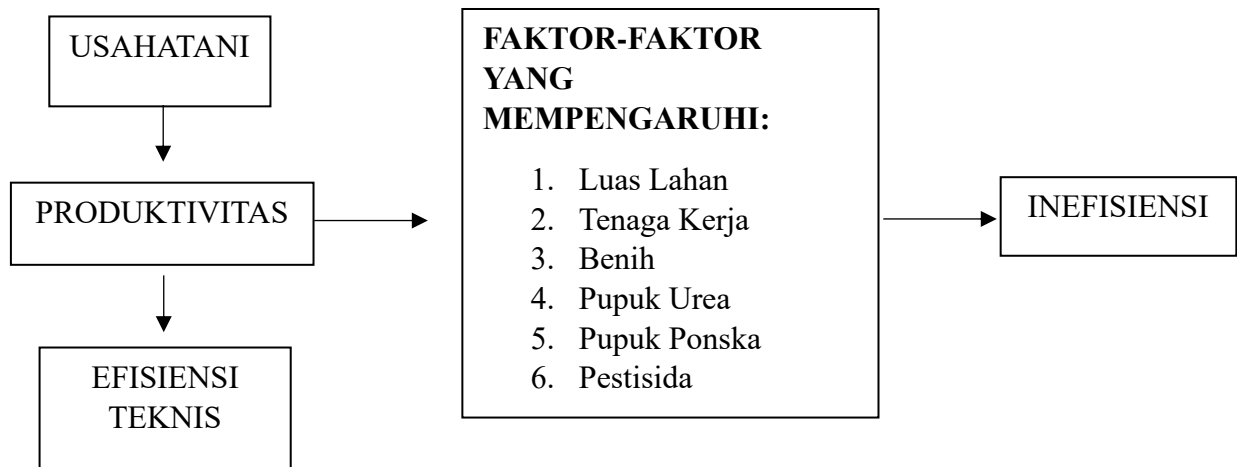 USAHATANI
PRODUKTIVITAS
EFISIENSI
TEKNIS
FAKTOR-FAKTOR
YANG
MEMPENGARUHI:
1. Luas Lahan
2. Tenaga Kerja
3. Benih
4. Pupuk Urea
5. Pupuk Ponska
6. Pestisida
INEFISIENSI